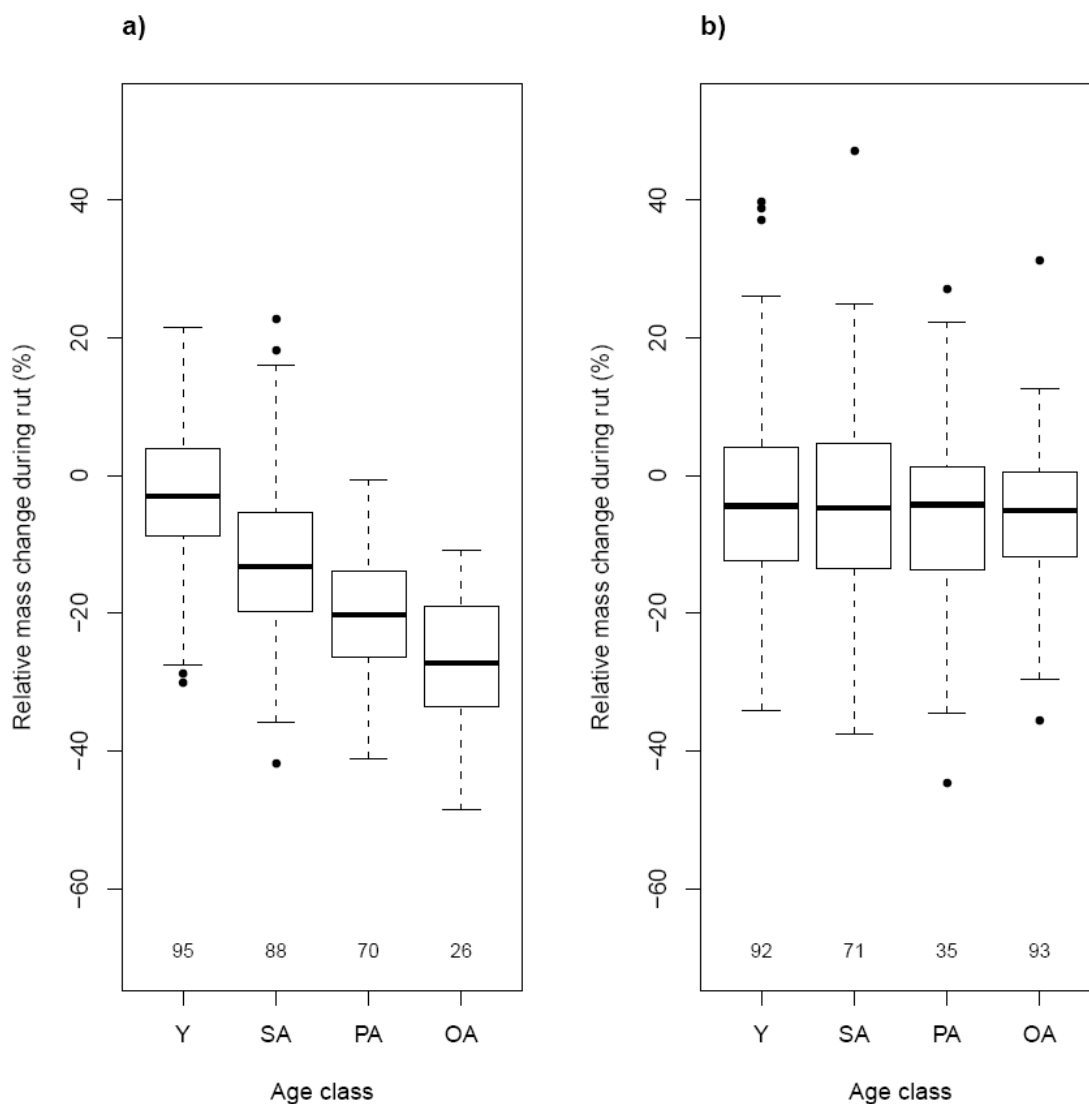 a)
Relative mass change during rut (%)
40
20
0
−20
−40
−60
95 88 70 26
Y SA PA OA
Age class
b)
Relative mass change during rut (%)
40
20
0
−20
−40
−60
92 71 35 93
Y SA PA OA
Age class